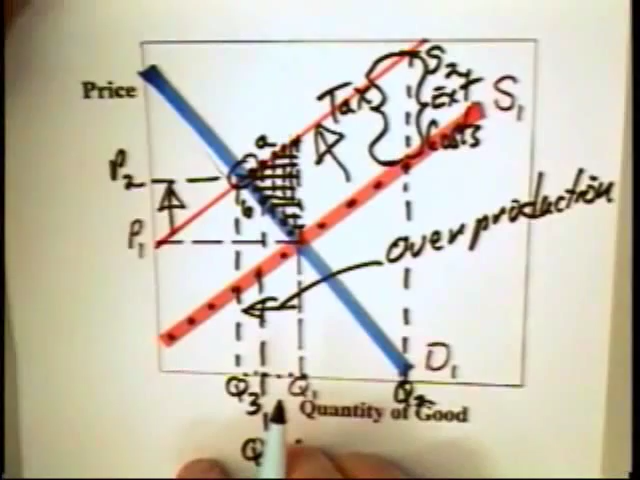 Price
Tax
S2
Ext
Costs
S1
P2
a
b
P1
Over production
D1
Q3
Q1
Q2
Quantity of Good
Q